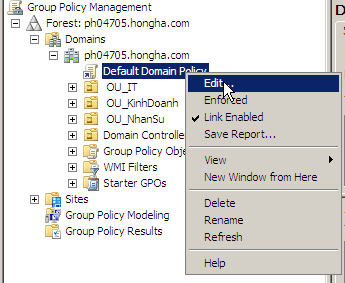 Group Policy Management
Forest: ph04705.hongha.com
Domains
ph04705.hongha.com
Default Domain Policy
OU_IT
OU_KinhDoanh
OU_NhanSu
Domain Controlle
Group Policy Obje
WMI Filters
Starter GPOs
Sites
Group Policy Modeling
Group Policy Results
Edit...
Enforced
Link Enabled
Save Report...
View
New Window from Here
Delete
Rename
Refresh
Help